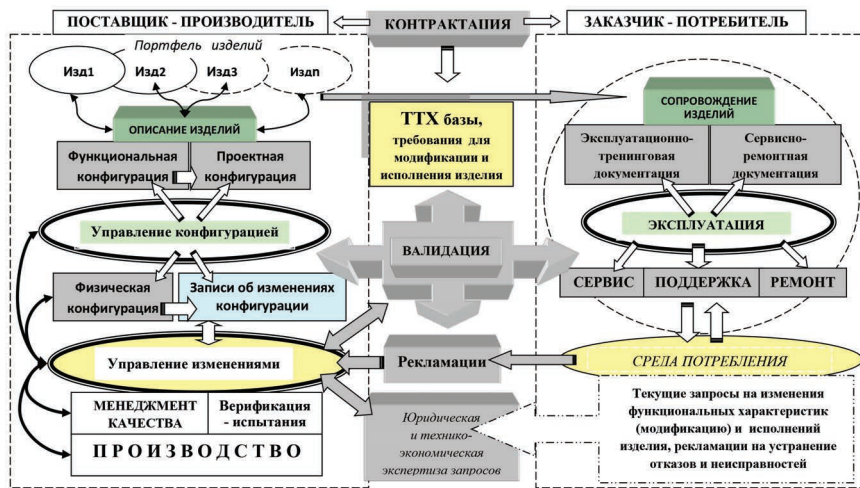 ПОСТАВЩИК - ПРОИЗВОДИТЕЛЬ
КОНТРАКТАЦИЯ
ЗАКАЗЧИК - ПОТРЕБИТЕЛЬ
Портфель изделий
Изд1
Изд2
Изд3
Издn
ОПИСАНИЕ ИЗДЕЛИЙ
Функциональная
конфигурация
Проектная
конфигурация
Управление конфигурацией
Физическая
конфигурация
Записи об изменениях
конфигурации
Управление изменениями
МЕНЕДЖМЕНТ
КАЧЕСТВА
Верификация
- испытания
ПРОИЗВОДСТВО
ТТХ базы,
требования для
модификации и
исполнения изделия
ВАЛИДАЦИЯ
Рекламации
Юридическая
и технико-
экономическая
экспертиза запросов
СОПРОВОЖДЕНИЕ
ИЗДЕЛИЙ
Эксплуатационно-
тренинговая
документация
Сервисно-
ремонтная
документация
ЭКСПЛУАТАЦИЯ
СЕРВИС
ПОДДЕРЖКА
РЕМОНТ
СРЕДА ПОТРЕБЛЕНИЯ
Текущие запросы на изменения
функциональных характеристик
(модификацию) и исполнений
изделия, рекламации на устранение
отказов и неисправностей